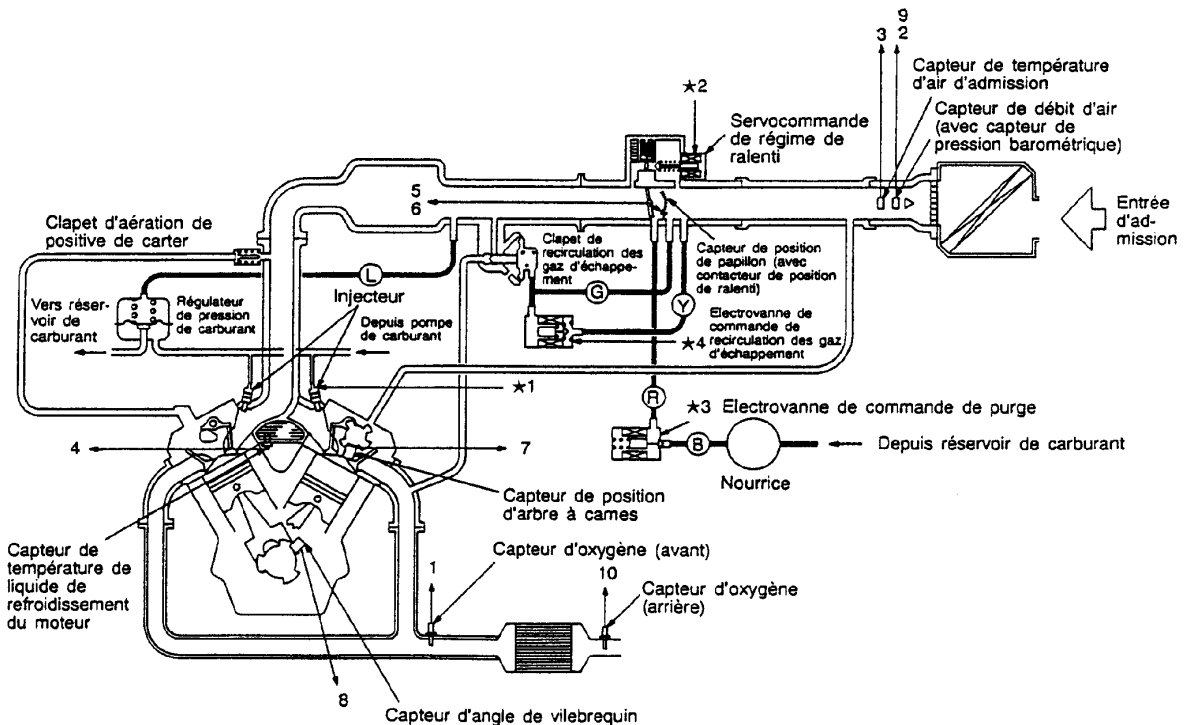 9
3 2
Capteur de température
d'air d'admission
★2
Capteur de débit d'air
(avec capteur de
pression barométrique)
Servocommande
de régime de
ralenti
5
6
Entrée
d'ad-
mission
Clapet d'aération de
positive de carter
Clapet de
recirculation des
gaz d'échappe-
ment
Capteur de position
de papillon (avec
contacteur de position
de ralenti)
L
G
Y
Vers réser-
voir de
carburant
Régulateur
de pression
de carburant
Injecteur
Depuis pompe
de carburant
Electrovanne de
commande de
recirculation des gaz
d'échappement
★4
★1
R
★3 Electrovanne de commande de purge
B
Depuis réservoir de carburant
Nourrice
4
7
Capteur de position
d'arbre à cames
Capteur de
température de
liquide de
refroidissement
du moteur
Capteur d'oxygène (avant)
1
10
Capteur d'oxygène
(arrière)
8
Capteur d'angle de vilebrequin